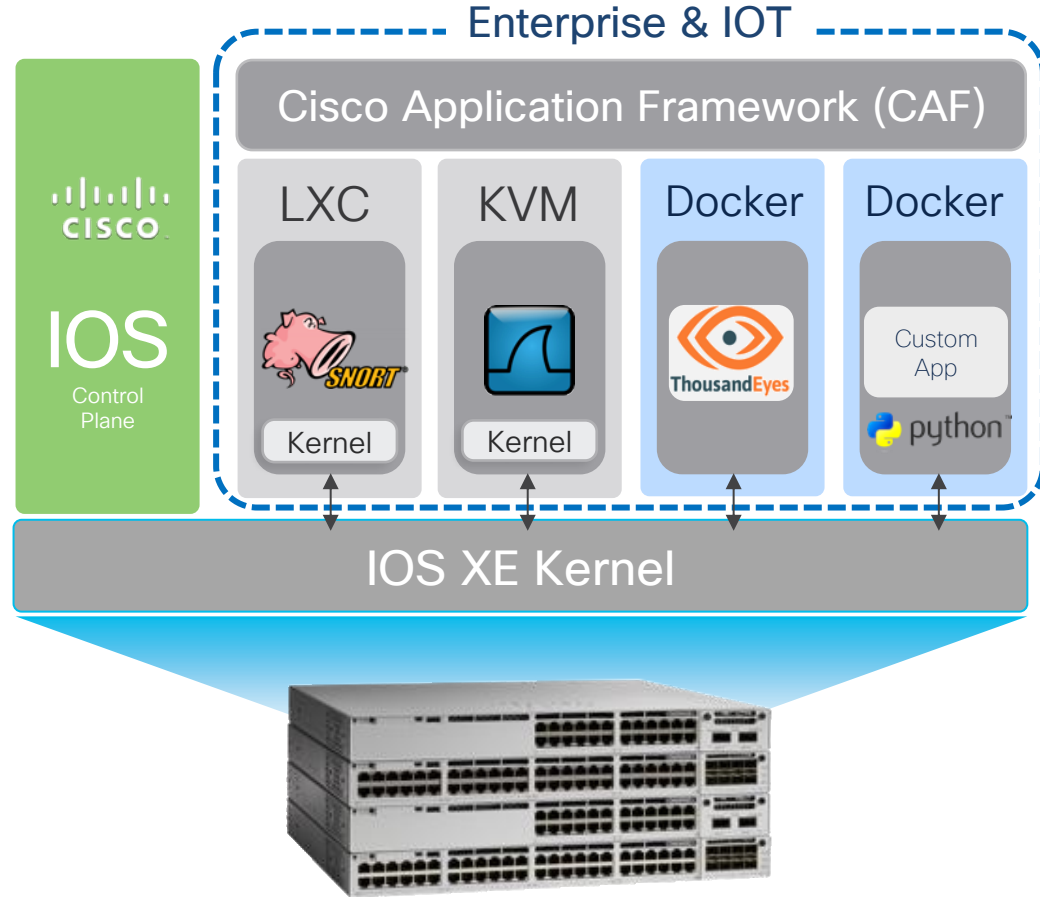 Enterprise & IOT
Cisco Application Framework (CAF)
CISCO
IOS
Control
Plane
LXC
KVM
Docker
Docker
SNORT®
Kernel
Kernel
ThousandEyes
Custom
App
python™
IOS XE Kernel